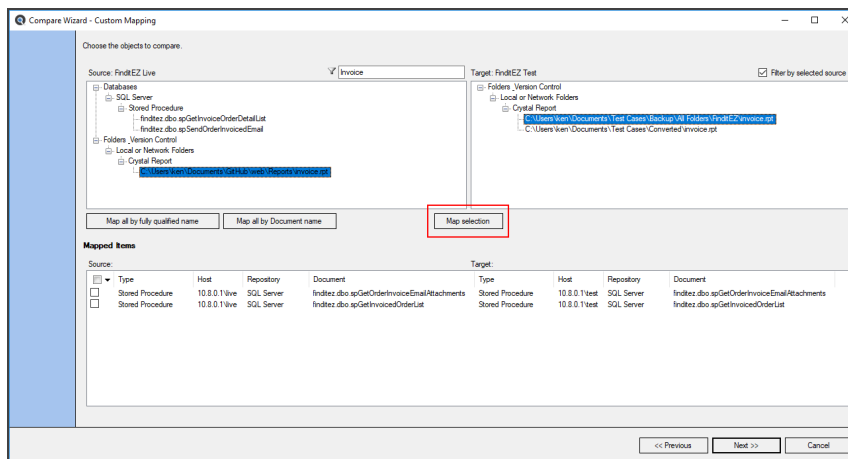 Compare Wizard - Custom Mapping
Choose the objects to compare.
Source: FinditEZ Live
Invoice
Target: FinditEZ Test
Filter by selected source
Databases
SQL Server
Stored Procedure
finditez.dbo.spGetInvoiceOrderDetailList
finditez.dbo.spSendOrderInvoicedEmail
Folders_Version Control
Local or Network Folders
Crystal Report
C:\Users\ken\Documents\GitHub\web\Reports\invoice.rpt
Folders_Version Control
Local or Network Folders
Crystal Report
C:\Users\ken\Documents\Test Cases\Backup\All Folders\FinditEZ\invoice.rpt
C:\Users\ken\Documents\Test Cases\Converted\invoice.rpt
Map all by fully qualified name Map all by Document name Map selection
Mapped Items
Source: Target:
Type Host Repository Document Type Host Repository Document
Stored Procedure 10.8.0.1\live SQL Server finditez.dbo.spGetOrderInvoiceEmailAttachments Stored Procedure 10.8.0.1\test SQL Server finditez.dbo.spGetOrderInvoiceEmailAttachments
Stored Procedure 10.8.0.1\live SQL Server finditez.dbo.spGetInvoicedOrderList Stored Procedure 10.8.0.1\test SQL Server finditez.dbo.spGetInvoicedOrderList
<< Previous Next >> Cancel